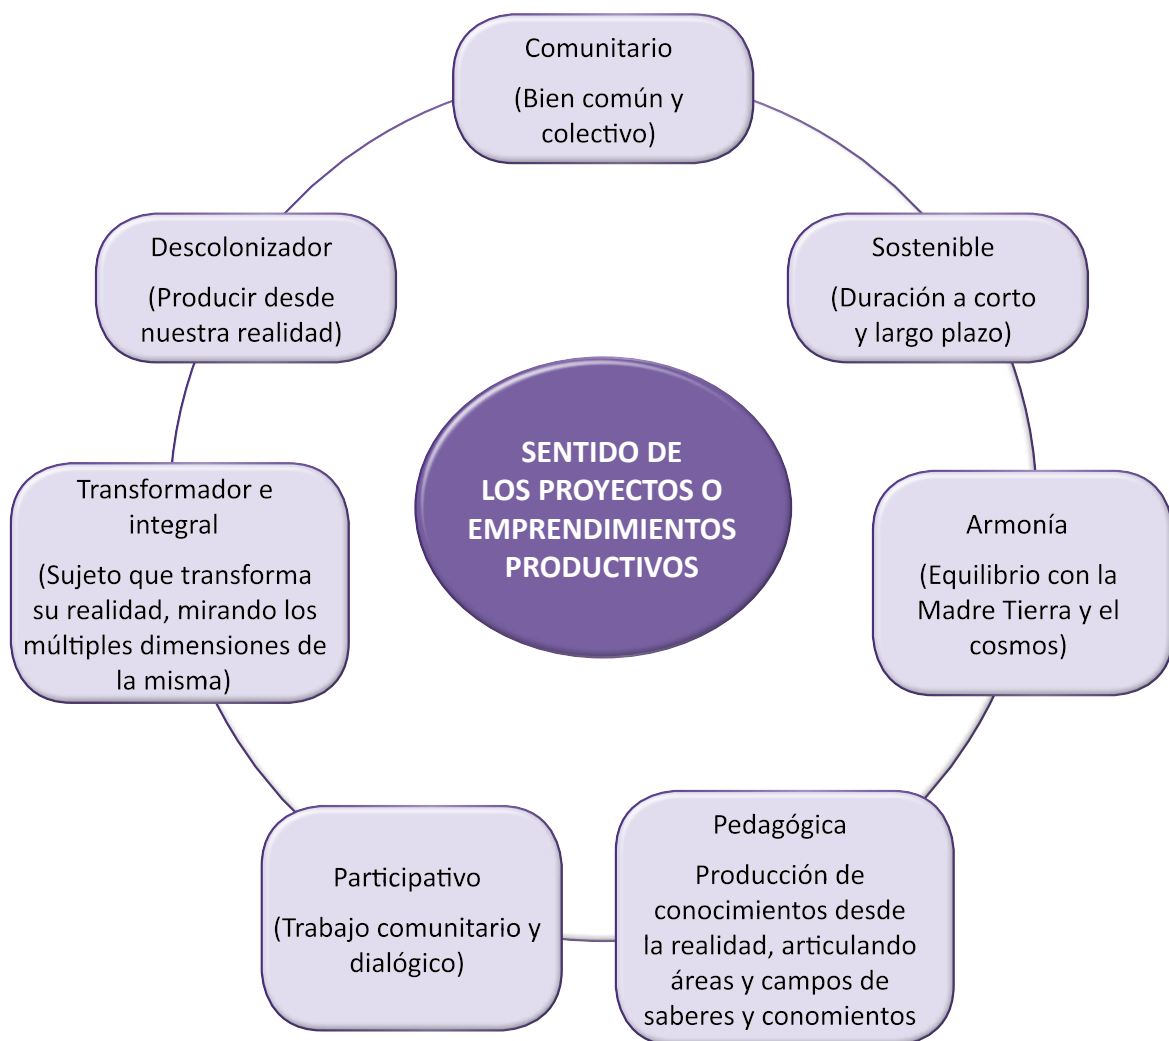 Comunitario
(Bien común y
colectivo)
Sostenible
(Duración a corto
y largo plazo)
Armonía
(Equilibrio con la
Madre Tierra y el
cosmos)
Pedagógica
Producción de
conocimientos desde
la realidad, articulando
áreas y campos de
saberes y conomientos
Participativo
(Trabajo comunitario y
dialógico)
Transformador e
integral
(Sujeto que transforma
su realidad, mirando los
múltiples dimensiones de
la misma)
Descolonizador
(Producir desde
nuestra realidad)
SENTIDO DE
LOS PROYECTOS O
EMPRENDIMIENTOS
PRODUCTIVOS